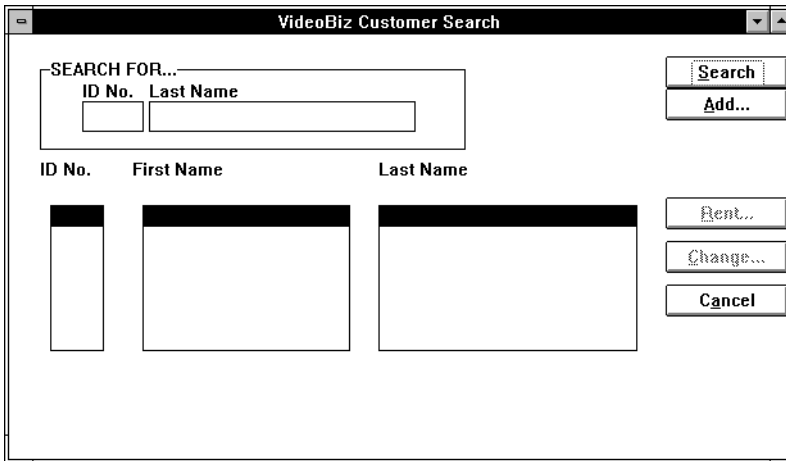 VideoBiz Customer Search
SEARCH FOR...
ID No. Last Name
Search
Add...
ID No. First Name Last Name
Rent...
Change...
Cancel